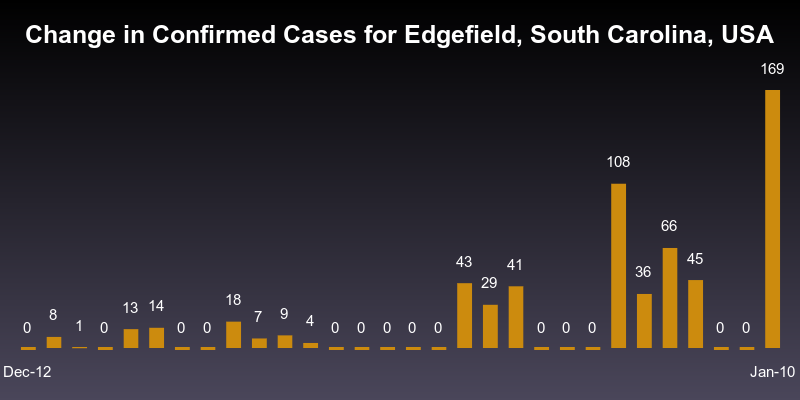 Change in Confirmed Cases for Edgefield, South Carolina, USA
0 8 1 0 13 14 0 0 18 7 9 4 0 0 0 0 0 43 29 41 0 0 0 108 36 66 45 0 0 169
Dec-12 Jan-10